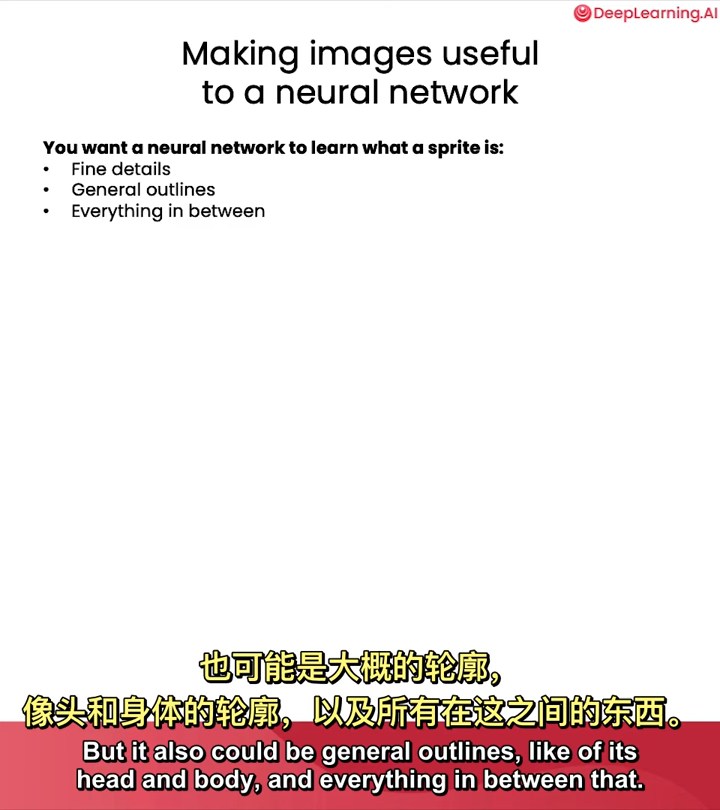 DeepLearning.AI
Making images useful
to a neural network
You want a neural network to learn what a sprite is:
• Fine details
• General outlines
• Everything in between
也可能是大概的轮廓,
像头和身体的轮廓，以及所有在这之间的东西。
But it also could be general outlines, like of its
head and body, and everything in between that.